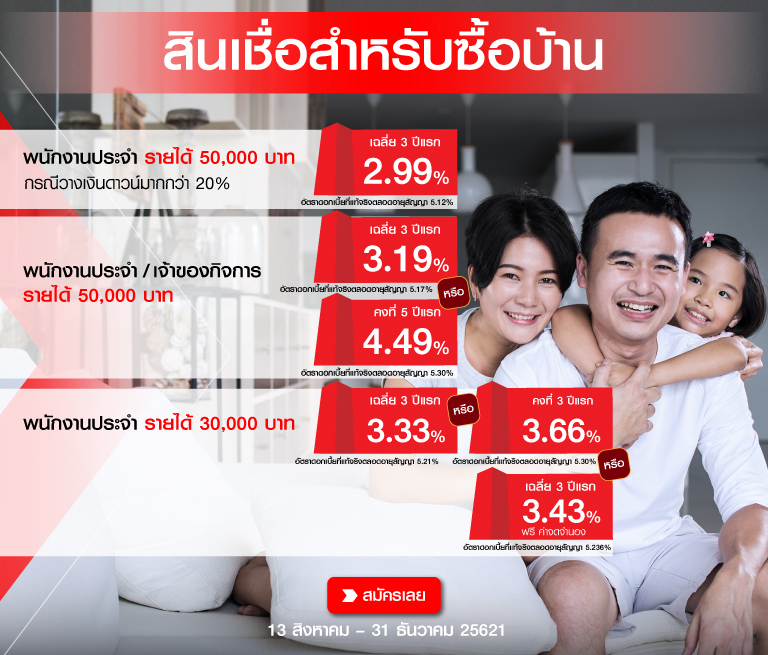 สินเชื่อสำหรับซื้อบ้าน
พนักงานประจำ รายได้ 50,000 บาท
กรณีวางเงินดาวน์มากกว่า 20%
เฉลี่ย 3 ปีแรก
2.99%
อัตราดอกเบี้ยที่แท้จริงตลอดอายุสัญญา 5.12%
พนักงานประจำ / เจ้าของกิจการ
รายได้ 50,000 บาท
เฉลี่ย 3 ปีแรก
3.19%
อัตราดอกเบี้ยที่แท้จริงตลอดอายุสัญญา 5.17%
หรือ
คงที่ 5 ปีแรก
4.49%
อัตราดอกเบี้ยที่แท้จริงตลอดอายุสัญญา 5.30%
พนักงานประจำ รายได้ 30,000 บาท
เฉลี่ย 3 ปีแรก
3.33%
อัตราดอกเบี้ยที่แท้จริงตลอดอายุสัญญา 5.21%
หรือ
คงที่ 3 ปีแรก
3.66%
อัตราดอกเบี้ยที่แท้จริงตลอดอายุสัญญา 5.30%
หรือ
เฉลี่ย 3 ปีแรก
3.43%
ฟรี ค่าจดจำนอง
อัตราดอกเบี้ยที่แท้จริงตลอดอายุสัญญา 5.236%
สมัครเลย
13 สิงหาคม – 31 ธันวาคม 25621